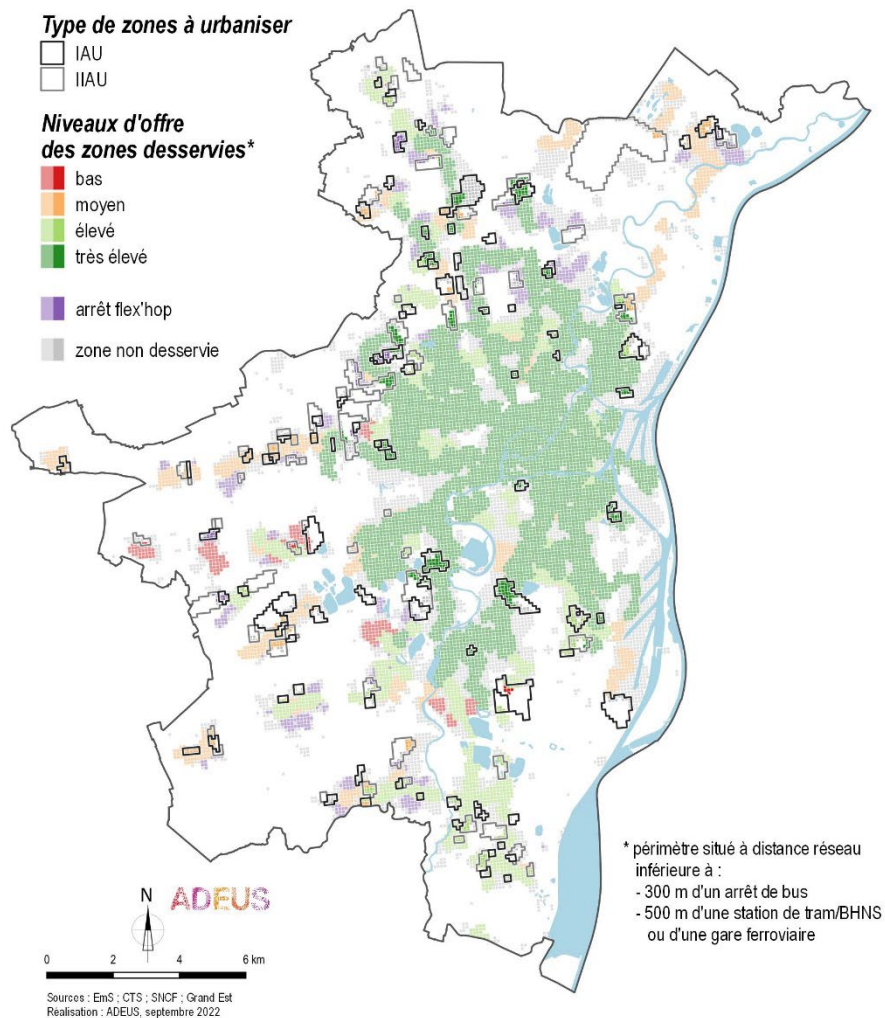 Type de zones à urbaniser
IAU
IIAU
Niveaux d'offre
des zones desservies*
bas
moyen
élevé
très élevé
arrêt flex'hop
zone non desservie
* périmètre situé à distance réseau
inférieure à :
- 300 m d'un arrêt de bus
- 500 m d'une station de tram/BHNS
ou d'une gare ferroviaire
N
ADEUS
0 2 4 6 km
Sources : EmS ; CTS ; SNCF ; Grand Est
Réalisation : ADEUS, septembre 2022